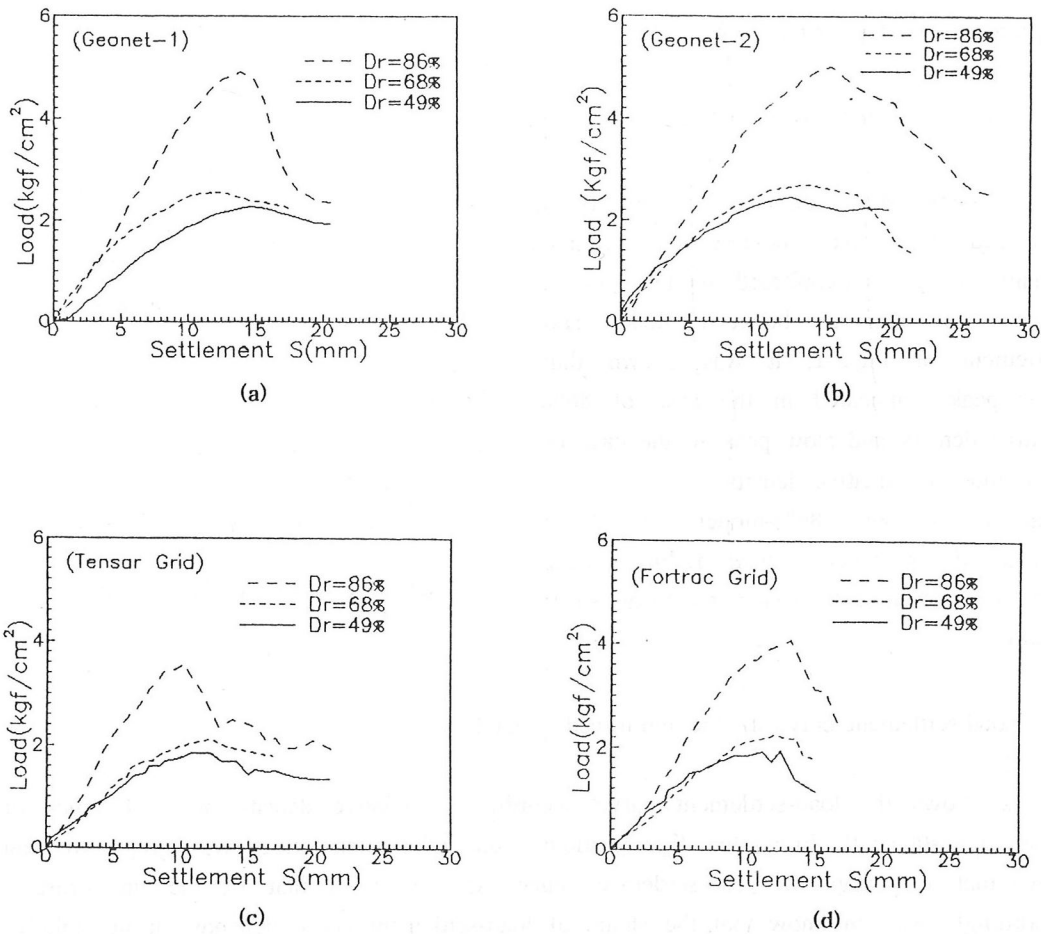 (Geonet-1)
Dr=86%
Dr=68%
Dr=49%
Load(kgf/cm²)
6
4
2
0
0 5 10 15 20 25 30
Settlement S(mm)
(a)
(Geonet-2)
Dr=86%
Dr=68%
Dr=49%
Load (Kgf/cm²)
6
4
2
0
0 5 10 15 20 25 30
Settlement S(mm)
(b)
(Tensar Grid)
Dr=86%
Dr=68%
Dr=49%
Load(kgf/cm²)
6
4
2
0
0 5 10 15 20 25 30
Settlement S(mm)
(c)
(Fortrac Grid)
Dr=86%
Dr=68%
Dr=49%
Load(kgf/cm²)
6
4
2
0
0 5 10 15 20 25 30
Settlement S(mm)
(d)